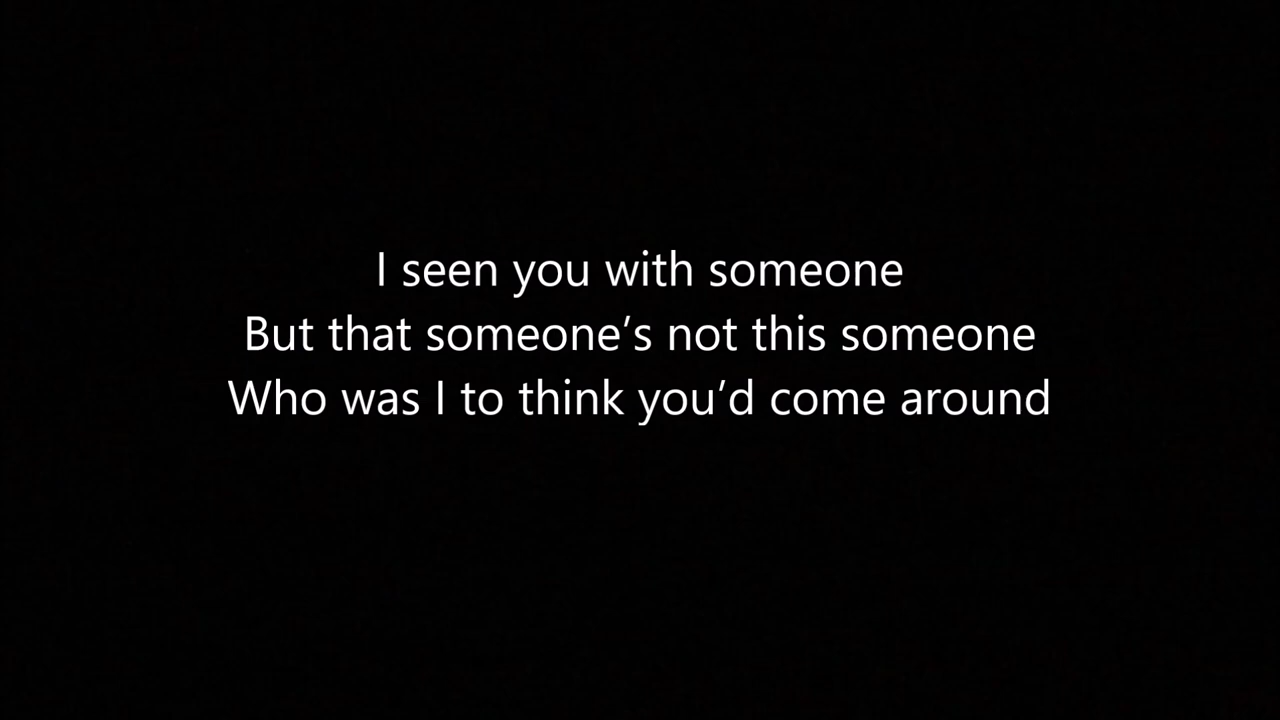 I seen you with someone
But that someone’s not this someone
Who was I to think you’d come around